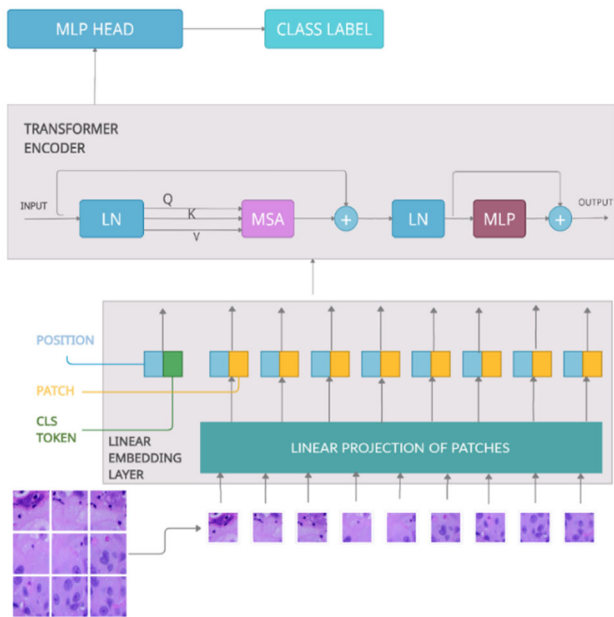 MLP HEAD
CLASS LABEL
TRANSFORMER
ENCODER
INPUT
LN
Q
K
V
MSA
+
LN
MLP
+
OUTPUT
POSITION
PATCH
CLS
TOKEN
LINEAR
EMBEDDING
LAYER
LINEAR PROJECTION OF PATCHES